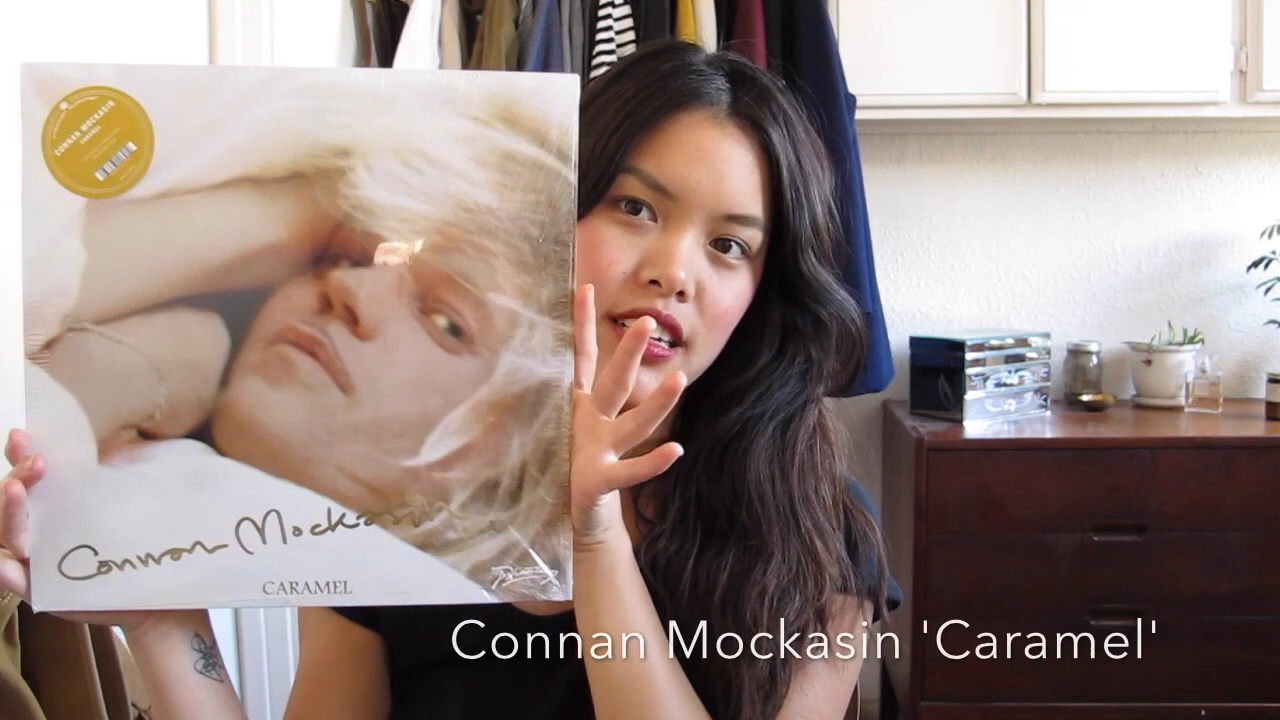 CONNAN MOCKASIN
CARAMEL
Connan Mockasin
CARAMEL
Connan Mockasin 'Caramel'